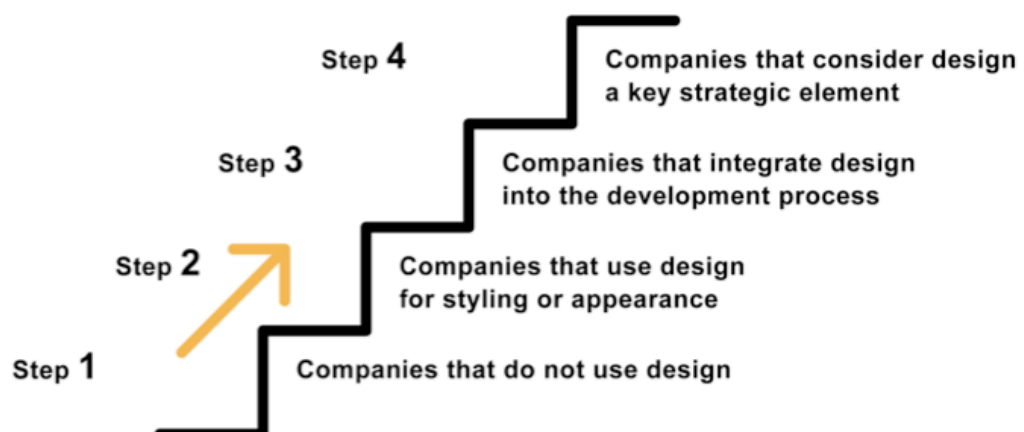 Step 4
Companies that consider design
a key strategic element
Step 3
Companies that integrate design
into the development process
Step 2
Companies that use design
for styling or appearance
Step 1
Companies that do not use design